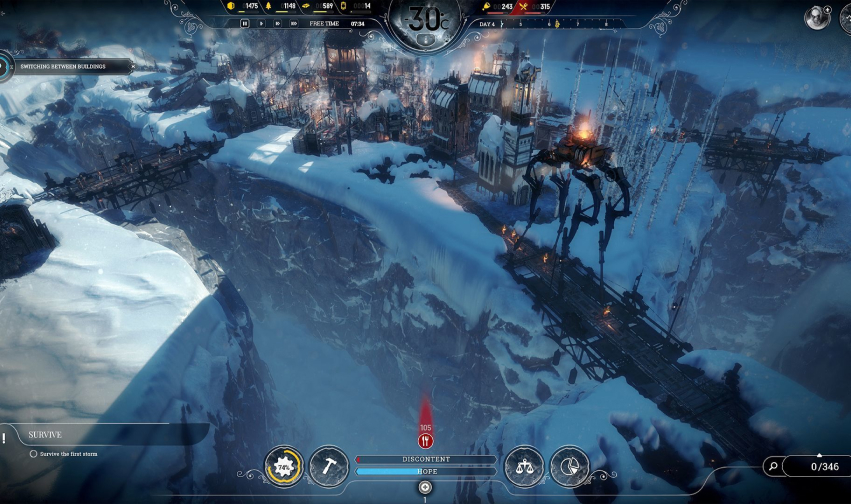 1475 1148 589 14
-30c
243 315
FREE TIME 07:34
DAY 4
SWITCHING BETWEEN BUILDINGS
SURVIVE
Survive the first storm
105
74%
DISCONTENT
HOPE
0/346